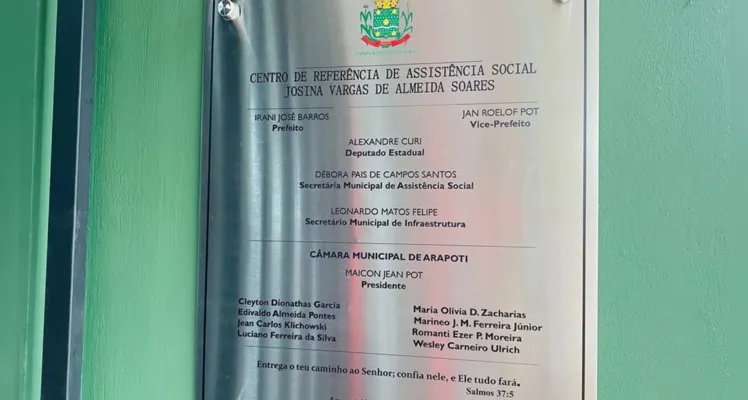 CENTRO DE REFERÊNCIA DE ASSISTÊNCIA SOCIAL
JOSINA VARGAS DE ALMEIDA SOARES
IRANI JOSÉ BARROS
Prefeito
JAN ROELOF POT
Vice-Prefeito
ALEXANDRE CURI
Deputado Estadual
DÉBORA PAIS DE CAMPOS SANTOS
Secretária Municipal de Assistência Social
LEONARDO MATOS FELIPE
Secretário Municipal de Infraestrutura
CÂMARA MUNICIPAL DE ARAPOTI
MAICON JEAN POT
Presidente
Cleyton Dionathas Garcia
Edivaldo Almeida Pontes
Jean Carlos Klichowski
Luciano Ferreira da Silva
Maria Olivia D. Zacharias
Marineo J. M. Ferreira Júnior
Romanti Ezer P. Moreira
Wesley Carneiro Ulrich
Entrega o teu caminho ao Senhor; confia nele, e Ele tudo fará.
Salmos 37:5